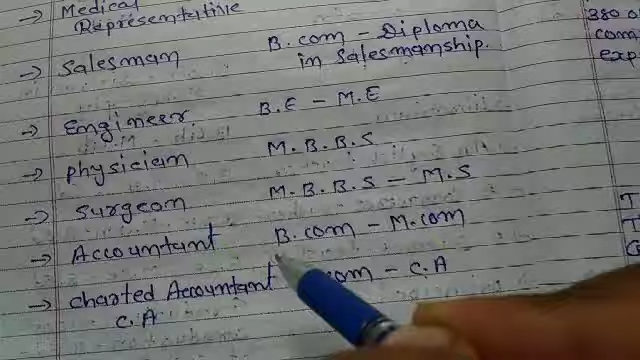 → Medical
Representative
→ Salesman B.com - Diploma
in Salesmanship.
→ Engineer B.E - M.E
→ Physician M.B.B.S
→ Surgeon M.B.B.S - M.S
→ Accountant B.com - M.com
→ Charted Accountant com - C.A
C.A
380
com
exp